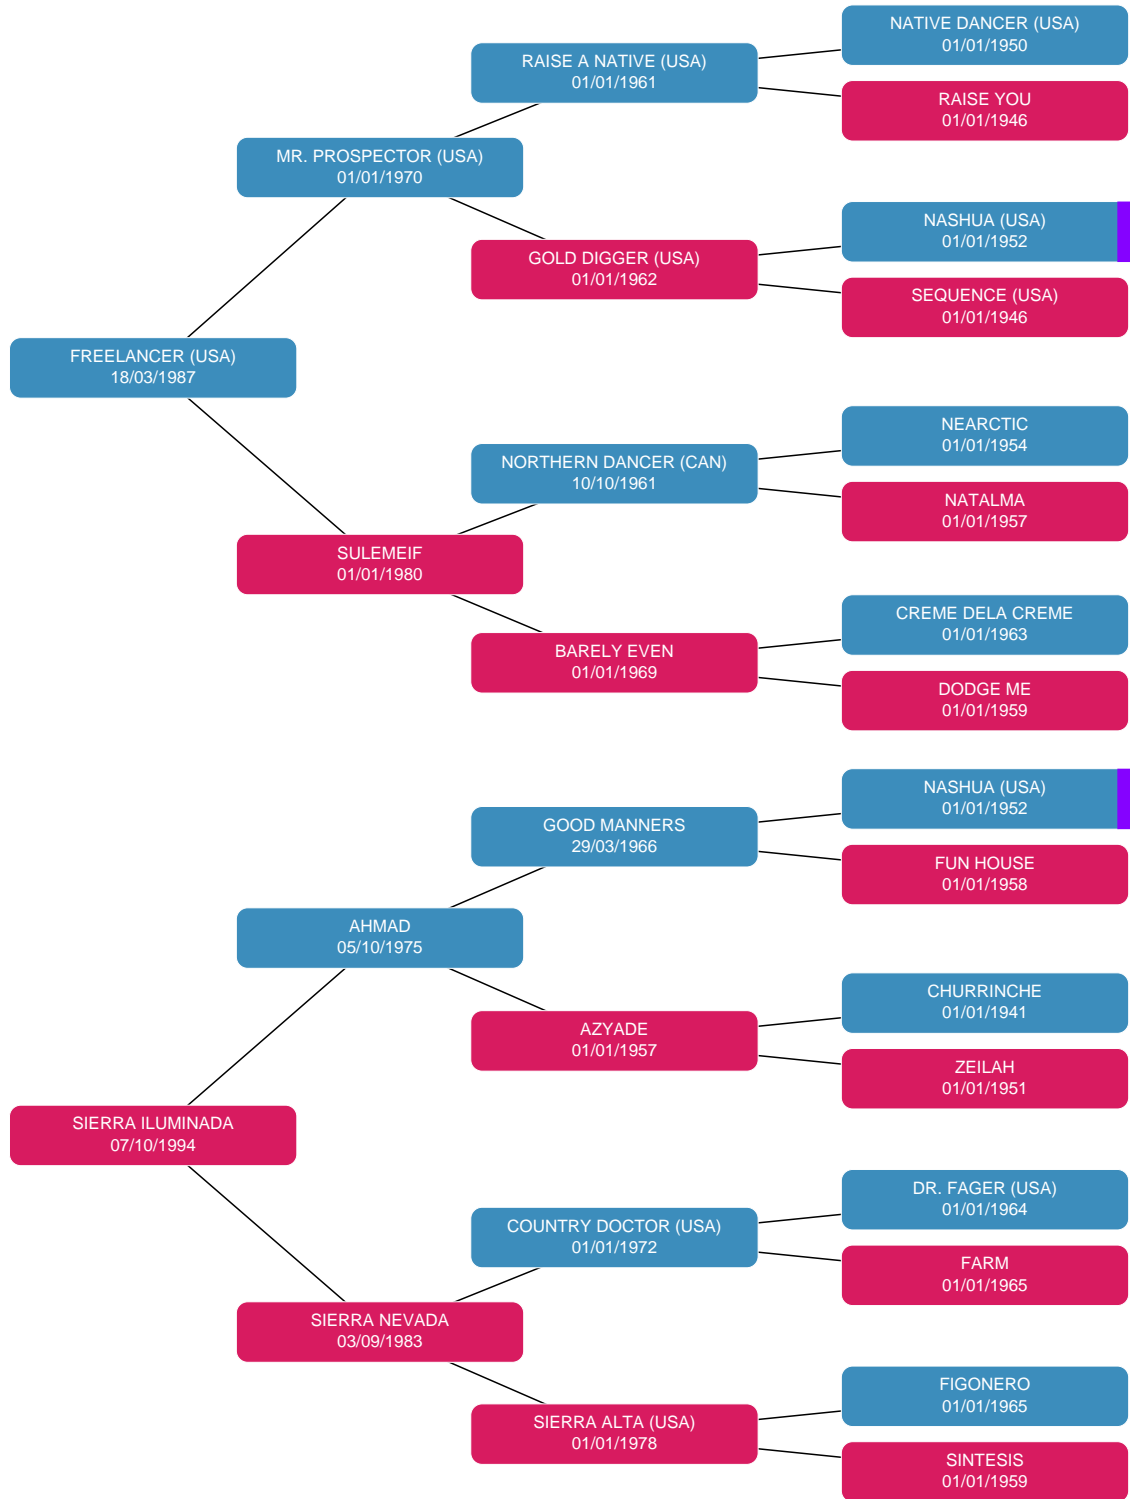 NATIVE DANCER (USA)
01/01/1950
RAISE A NATIVE (USA)
01/01/1961
RAISE YOU
01/01/1946
MR. PROSPECTOR (USA)
01/01/1970
NASHUA (USA)
01/01/1952
GOLD DIGGER (USA)
01/01/1962
SEQUENCE (USA)
01/01/1946
FREELANCER (USA)
18/03/1987
NEARCTIC
01/01/1954
NORTHERN DANCER (CAN)
10/10/1961
NATALMA
01/01/1957
SULEMEIF
01/01/1980
CREME DELA CREME
01/01/1963
BARELY EVEN
01/01/1969
DODGE ME
01/01/1959
NASHUA (USA)
01/01/1952
GOOD MANNERS
29/03/1966
FUN HOUSE
01/01/1958
AHMAD
05/10/1975
CHURRINCHE
01/01/1941
AZYADE
01/01/1957
ZEILAH
01/01/1951
SIERRA ILUMINADA
07/10/1994
DR. FAGER (USA)
01/01/1964
COUNTRY DOCTOR (USA)
01/01/1972
FARM
01/01/1965
SIERRA NEVADA
03/09/1983
FIGONERO
01/01/1965
SIERRA ALTA (USA)
01/01/1978
SINTESIS
01/01/1959